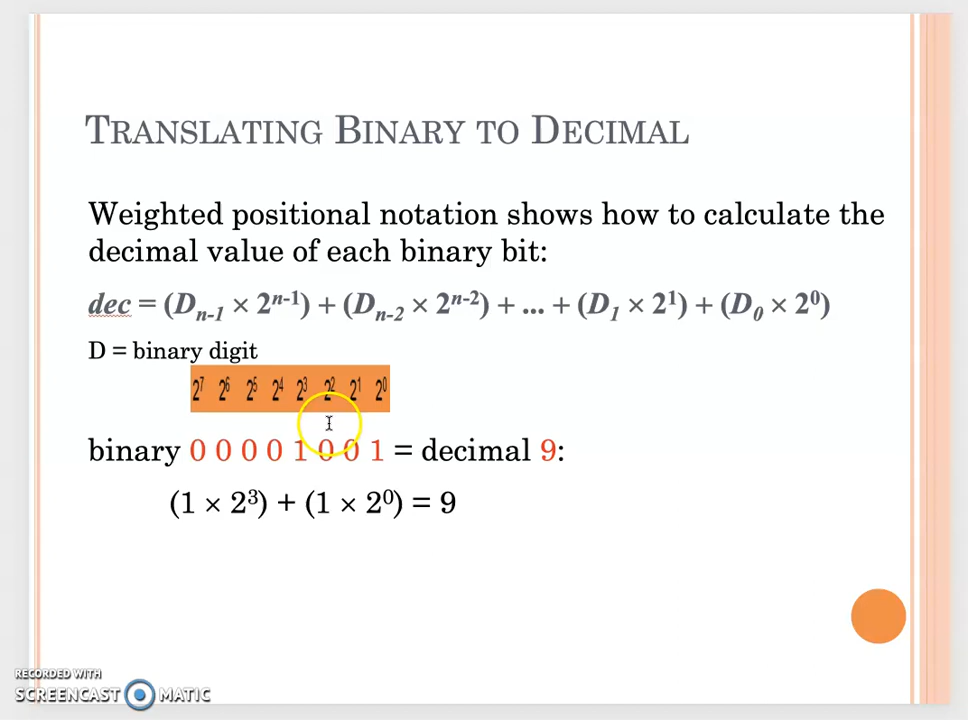 TRANSLATING BINARY TO DECIMAL
Weighted positional notation shows how to calculate the
decimal value of each binary bit:
dec = (Dₙ₋₁ × 2ⁿ⁻¹) + (Dₙ₋₂ × 2ⁿ⁻²) + ... + (D₁ × 2¹) + (D₀ × 2⁰)
D = binary digit
2⁷ 2⁶ 2⁵ 2⁴ 2³ 2² 2¹ 2⁰
binary 0 0 0 0 1 0 0 1 = decimal 9:
(1 × 2³) + (1 × 2⁰) = 9
RECORDED WITH
SCREENCAST MATIC